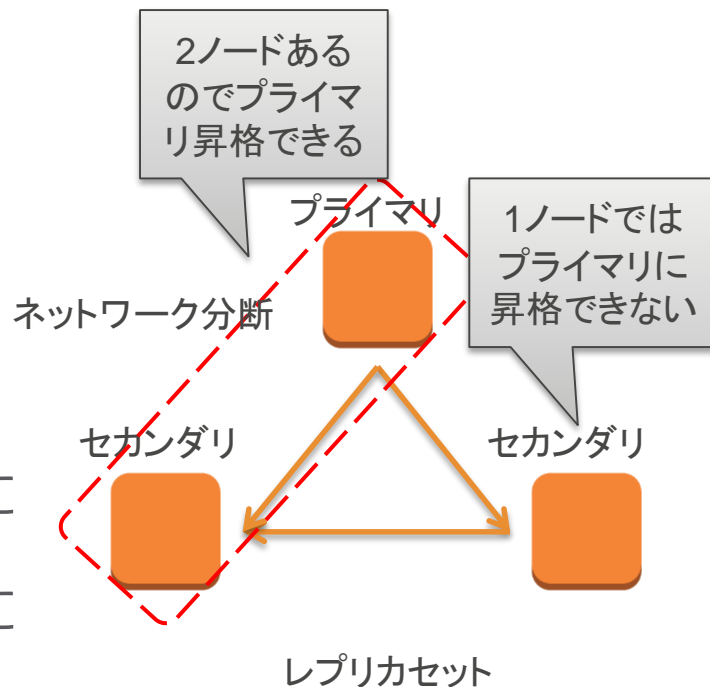 2ノードある
のでプライマ
リ昇格できる
プライマリ
1ノードでは
プライマリに
昇格できない
ネットワーク分断
セカンダリ
セカンダリ
レプリカセット